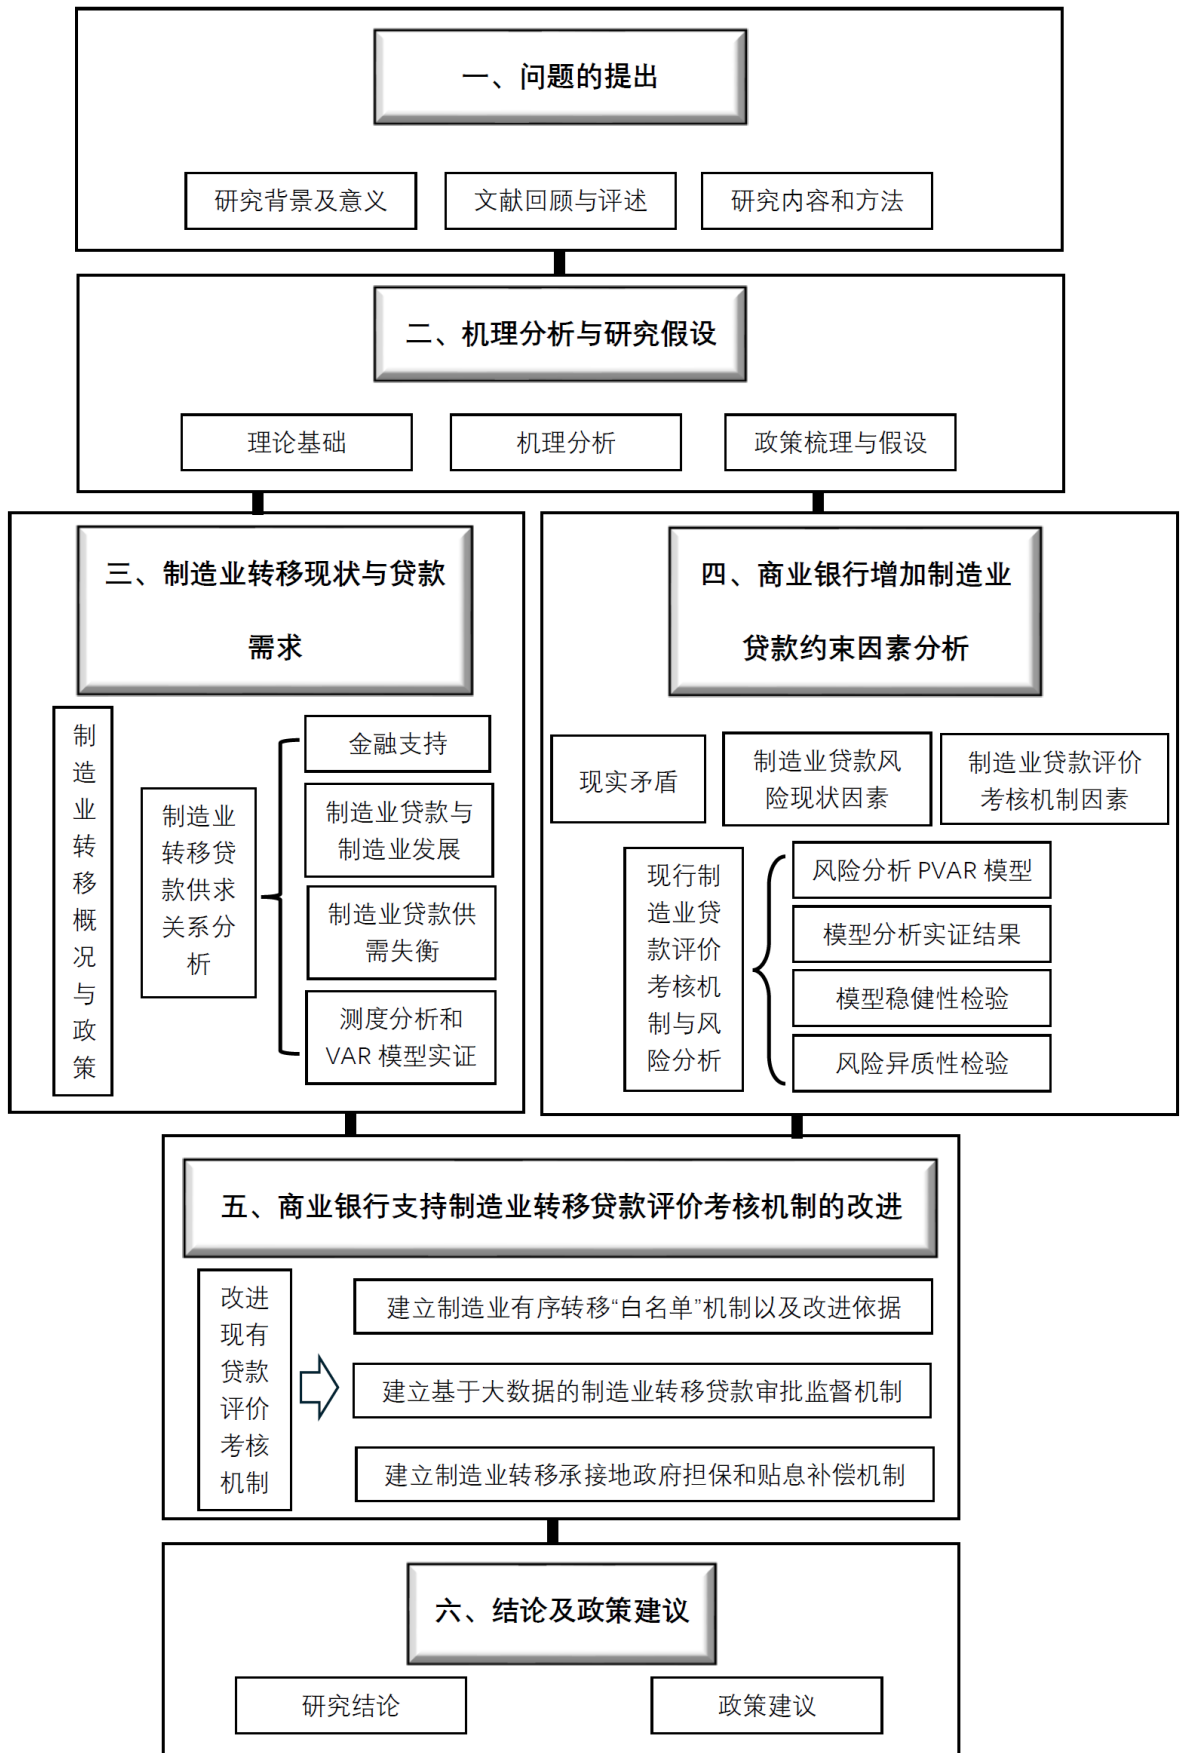 一、问题的提出
研究背景及意义
文献回顾与评述
研究内容和方法
二、机理分析与研究假设
理论基础
机理分析
政策梳理与假设
三、制造业转移现状与贷款
需求
制
造
业
转
移
概
况
与
政
策
制造业
转移贷
款供求
关系分
析
金融支持
制造业贷款与
制造业发展
制造业贷款供
需失衡
测度分析和
VAR 模型实证
四、商业银行增加制造业
贷款约束因素分析
现实矛盾
制造业贷款风
险现状因素
制造业贷款评价
考核机制因素
现行制
造业贷
款评价
考核机
制与风
险分析
风险分析 PVAR 模型
模型分析实证结果
模型稳健性检验
风险异质性检验
五、商业银行支持制造业转移贷款评价考核机制的改进
改进
现有
贷款
评价
考核
机制
建立制造业有序转移“白名单”机制以及改进依据
建立基于大数据的制造业转移贷款审批监督机制
建立制造业转移承接地政府担保和贴息补偿机制
六、结论及政策建议
研究结论
政策建议